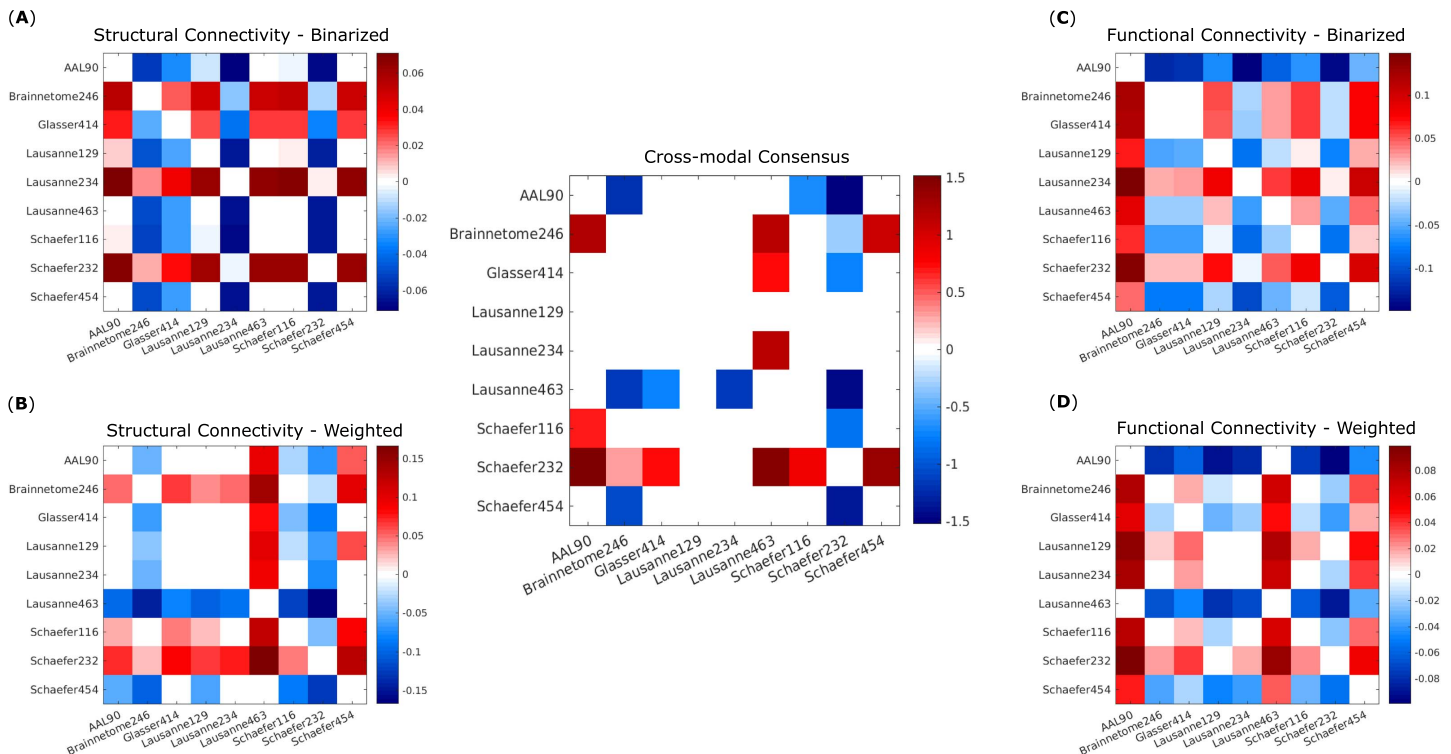 (A)
Structural Connectivity - Binarized
AAL90
Brainnetome246
Glasser414
Lausanne129
Lausanne234
Lausanne463
Schaefer116
Schaefer232
Schaefer454
AAL90
Brainnetome246
Glasser414
Lausanne129
Lausanne234
Lausanne463
Schaefer116
Schaefer232
Schaefer454
0.06
0.04
0.02
0
-0.02
-0.04
-0.06
(B)
Structural Connectivity - Weighted
AAL90
Brainnetome246
Glasser414
Lausanne129
Lausanne234
Lausanne463
Schaefer116
Schaefer232
Schaefer454
AAL90
Brainnetome246
Glasser414
Lausanne129
Lausanne234
Lausanne463
Schaefer116
Schaefer232
Schaefer454
0.15
0.1
0.05
0
-0.05
-0.1
-0.15
Cross-modal Consensus
AAL90
Brainnetome246
Glasser414
Lausanne129
Lausanne234
Lausanne463
Schaefer116
Schaefer232
Schaefer454
AAL90
Brainnetome246
Glasser414
Lausanne129
Lausanne234
Lausanne463
Schaefer116
Schaefer232
Schaefer454
1.5
1
0.5
0
-0.5
-1
-1.5
(C)
Functional Connectivity - Binarized
AAL90
Brainnetome246
Glasser414
Lausanne129
Lausanne234
Lausanne463
Schaefer116
Schaefer232
Schaefer454
AAL90
Brainnetome246
Glasser414
Lausanne129
Lausanne234
Lausanne463
Schaefer116
Schaefer232
Schaefer454
0.1
0.05
0
-0.05
-0.1
(D)
Functional Connectivity - Weighted
AAL90
Brainnetome246
Glasser414
Lausanne129
Lausanne234
Lausanne463
Schaefer116
Schaefer232
Schaefer454
AAL90
Brainnetome246
Glasser414
Lausanne129
Lausanne234
Lausanne463
Schaefer116
Schaefer232
Schaefer454
0.08
0.06
0.04
0.02
0
-0.02
-0.04
-0.06
-0.08